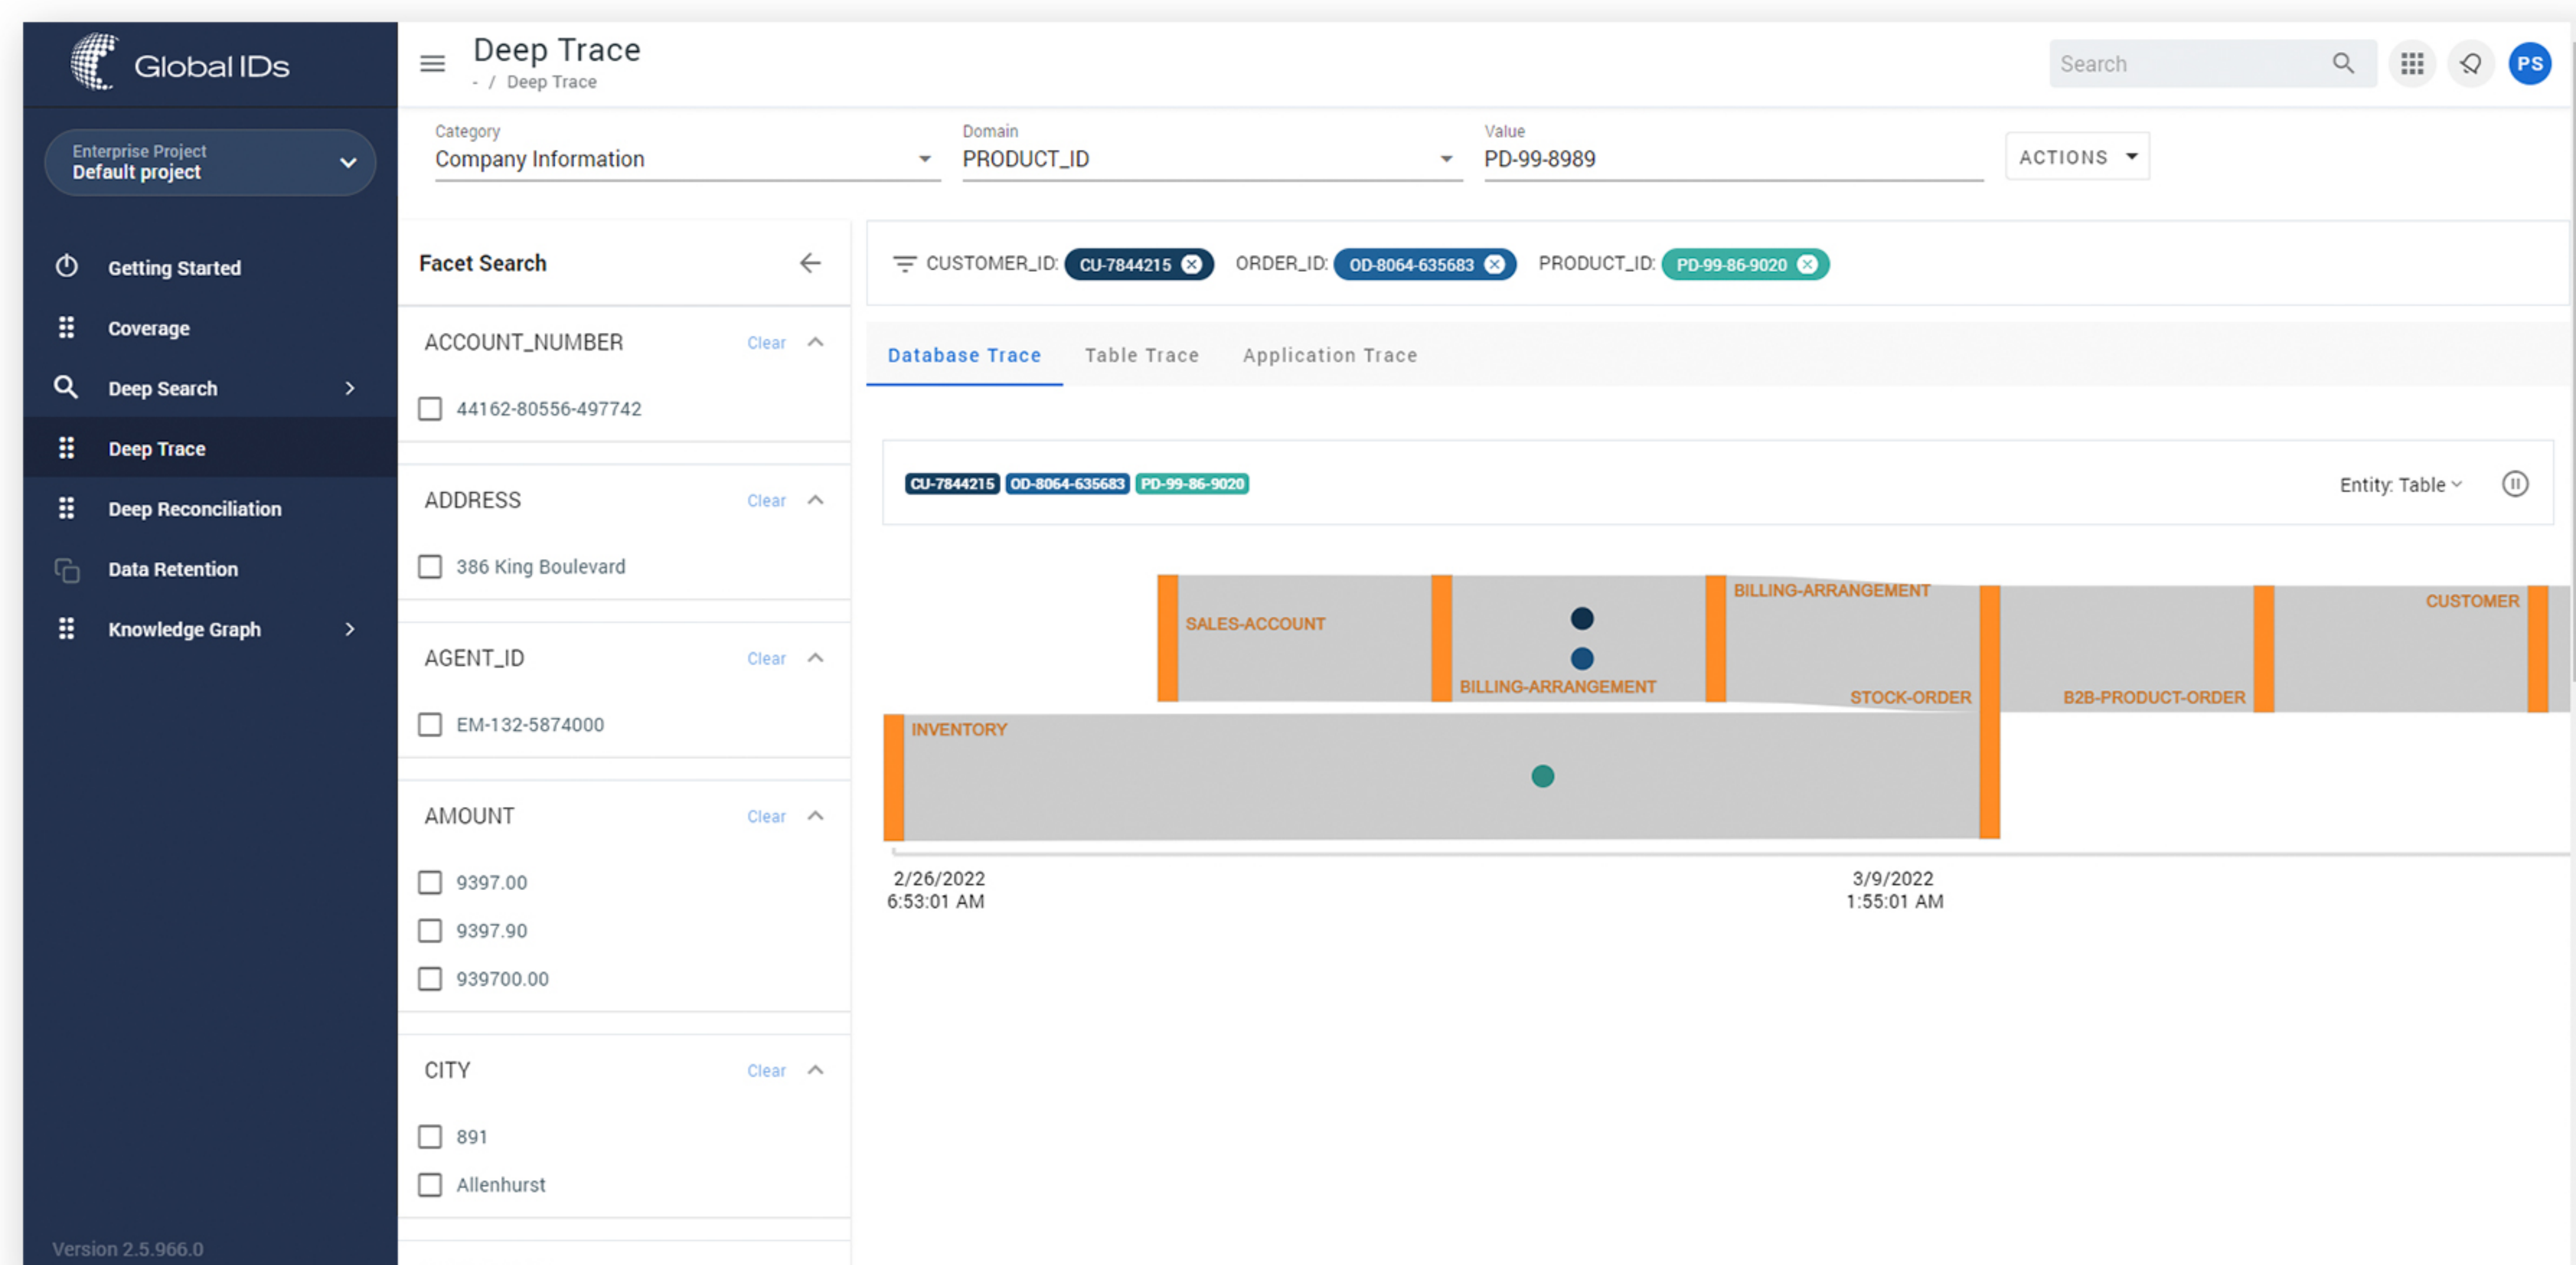 Global IDs
Deep Trace
- / Deep Trace
Search
PS
Enterprise Project
Default project
Getting Started
Coverage
Deep Search
Deep Trace
Deep Reconciliation
Data Retention
Knowledge Graph
Version 2.5.966.0
Category
Company Information
Domain
PRODUCT_ID
Value
PD-99-8989
ACTIONS
Facet Search
ACCOUNT_NUMBER Clear
44162-80556-497742
ADDRESS Clear
386 King Boulevard
AGENT_ID Clear
EM-132-5874000
AMOUNT Clear
9397.00
9397.90
939700.00
CITY Clear
891
Allenhurst
CUSTOMER_ID: CU-7844215 ORDER_ID: OD-8064-635683 PRODUCT_ID: PD-99-86-9020
Database Trace Table Trace Application Trace
CU-7844215 OD-8064-635683 PD-99-86-9020 Entity: Table
BILLING-ARRANGEMENT
CUSTOMER
SALES-ACCOUNT
BILLING-ARRANGEMENT
STOCK-ORDER
B2B-PRODUCT-ORDER
INVENTORY
2/26/2022
6:53:01 AM
3/9/2022
1:55:01 AM